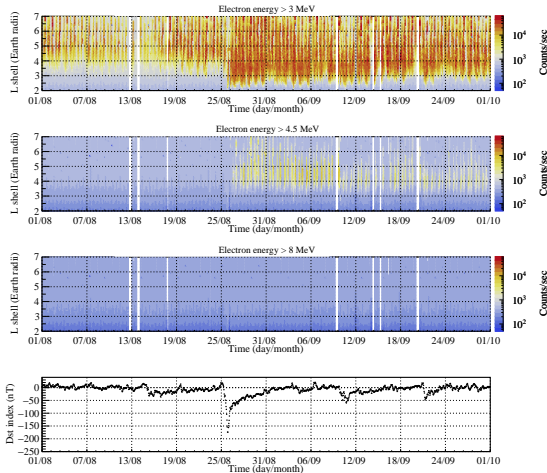 Electron energy > 3 MeV
L shell (Earth radii)
7
6
5
4
3
2
01/08 07/08 13/08 19/08 25/08 31/08 06/09 12/09 18/09 24/09 01/10
Time (day/month)
10^4
10^3
10^2
Counts/sec
Electron energy > 4.5 MeV
L shell (Earth radii)
7
6
5
4
3
2
01/08 07/08 13/08 19/08 25/08 31/08 06/09 12/09 18/09 24/09 01/10
Time (day/month)
10^4
10^3
10^2
Counts/sec
Electron energy > 8 MeV
L shell (Earth radii)
7
6
5
4
3
2
01/08 07/08 13/08 19/08 25/08 31/08 06/09 12/09 18/09 24/09 01/10
Time (day/month)
10^4
10^3
10^2
Counts/sec
Dst index (nT)
0
−50
−100
−150
−200
−250
01/08 07/08 13/08 19/08 25/08 31/08 06/09 12/09 18/09 24/09 01/10
Time (day/month)